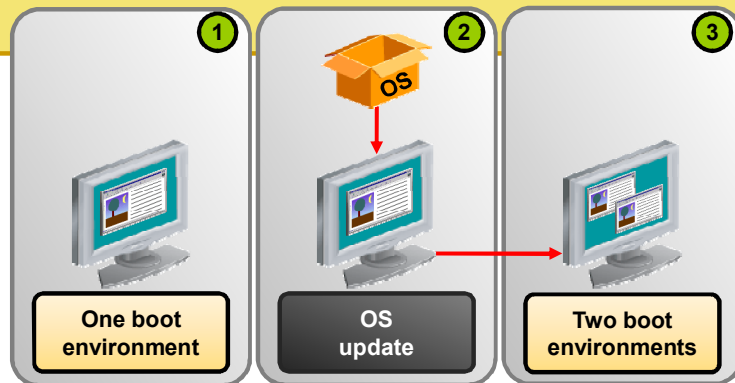 1
2
3
OS
One boot
environment
OS
update
Two boot
environments